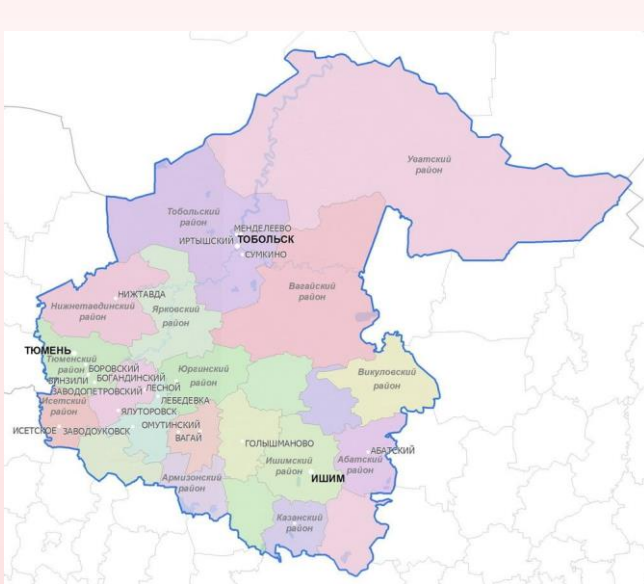 Уватский
район
Тобольский
район
МЕНДЕЛЕЕВО
ИРТЫШСКИЙ ТОБОЛЬСК
СУМКИНО
Вагайский
район
НИЖТАВДА
Нижнетавдинский
район
Ярковский
район
ТЮМЕНЬ
Тюменский
район
БОРОВСКИЙ
ВИНЗИЛИ
БОГАНДИНСКИЙ
Юргинский
район
Викуловский
район
ЗАВОДОПЕТРОВСКИЙ
ЛЕСНОЙ
ЛЕБЕДЕВКА
Исетский
район
ЯЛУТОРОВСК
ИСЕТСКОЕ
ЗАВОДОУКОВСК
ОМУТИНСКИЙ
ВАГАЙ
ГОЛЫШМАНОВО
АБАТСКИЙ
Ишимский
район
Абатский
район
ИШИМ
Армизонский
район
Казанский
район